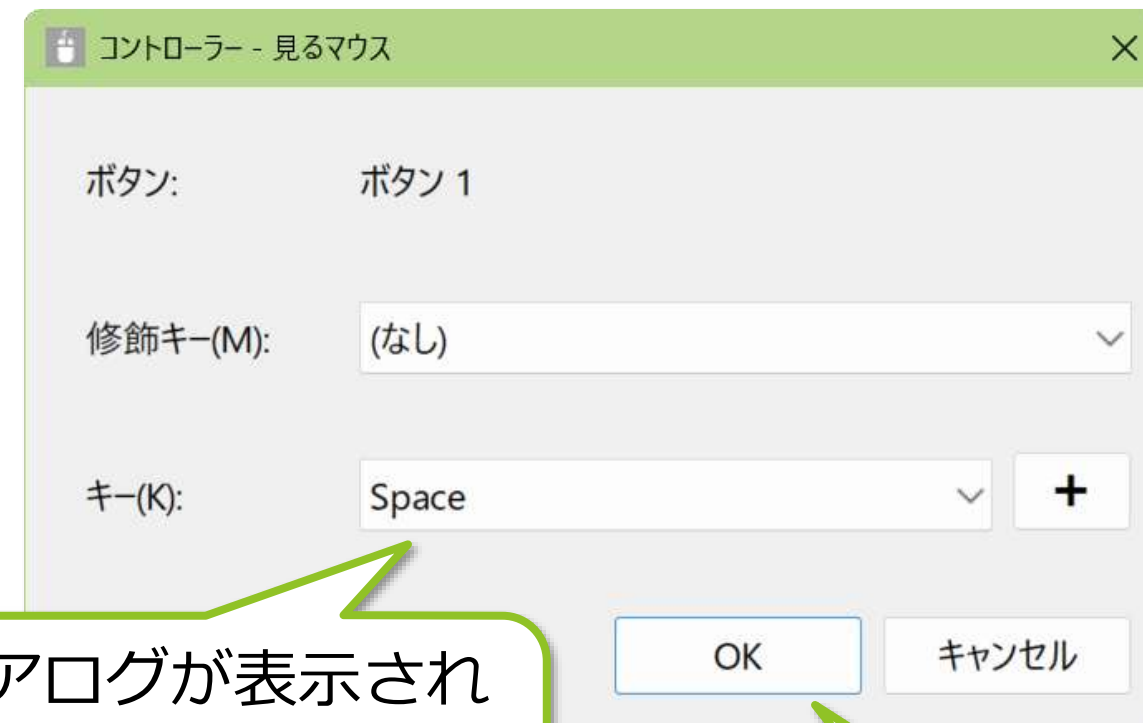 コントローラー - 見るマウス
ボタン: ボタン 1
修飾キー(M): (なし)
キー(K): Space +
OK キャンセル
アログが表示され